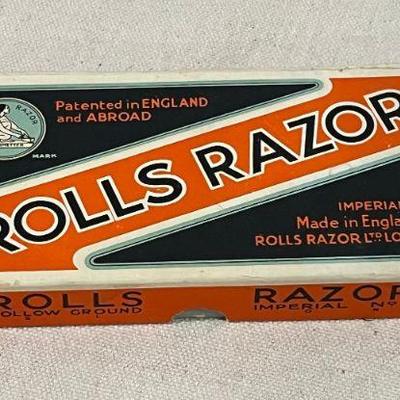 RAZOR
MARK
Patented in ENGLAND
and ABROAD
ROLLS RAZOR
IMPERIAL
Made in Engla
ROLLS RAZOR LTD LO
ROLLS RAZOR
HOLLOW GROUND IMPERIAL No